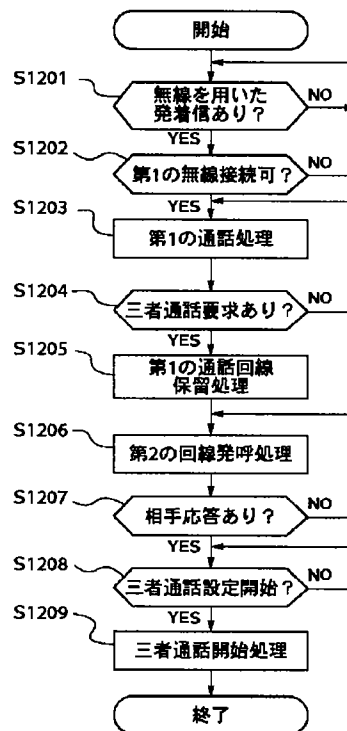 開始
S1201
無線を用いた
発着信あり？
NO
YES
S1202
第1の無線接続可？
NO
YES
S1203
第1の通話処理
S1204
三者通話要求あり？
NO
YES
S1205
第1の通話回線
保留処理
S1206
第2の回線発呼処理
S1207
相手応答あり？
NO
YES
S1208
三者通話設定開始？
NO
YES
S1209
三者通話開始処理
終了